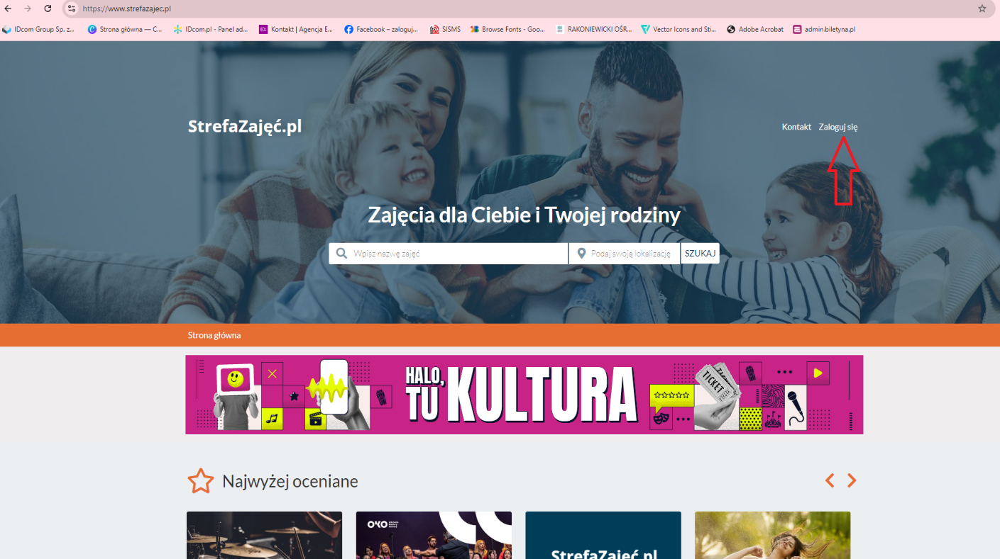 https://www.strefazajec.pl
IDcom Group Sp. z... Strona główna — C... IDcom.pl - Panel ad... Kontakt | Agencja E... Facebook – zaloguj... SISMS Browse Fonts - Goo... RAKONIEWICKI OŚR... Vector Icons and Sti... Adobe Acrobat admin.biletyna.pl
StrefaZajęć.pl
Kontakt Zaloguj się
Zajęcia dla Ciebie i Twojej rodziny
Wpisz nazwę zajęć Podaj swoją lokalizację SZUKAJ
Strona główna
HALO,
TU KULTURA
TICKET
Najwyżej oceniane
OKO
StrefaZajęć.pl